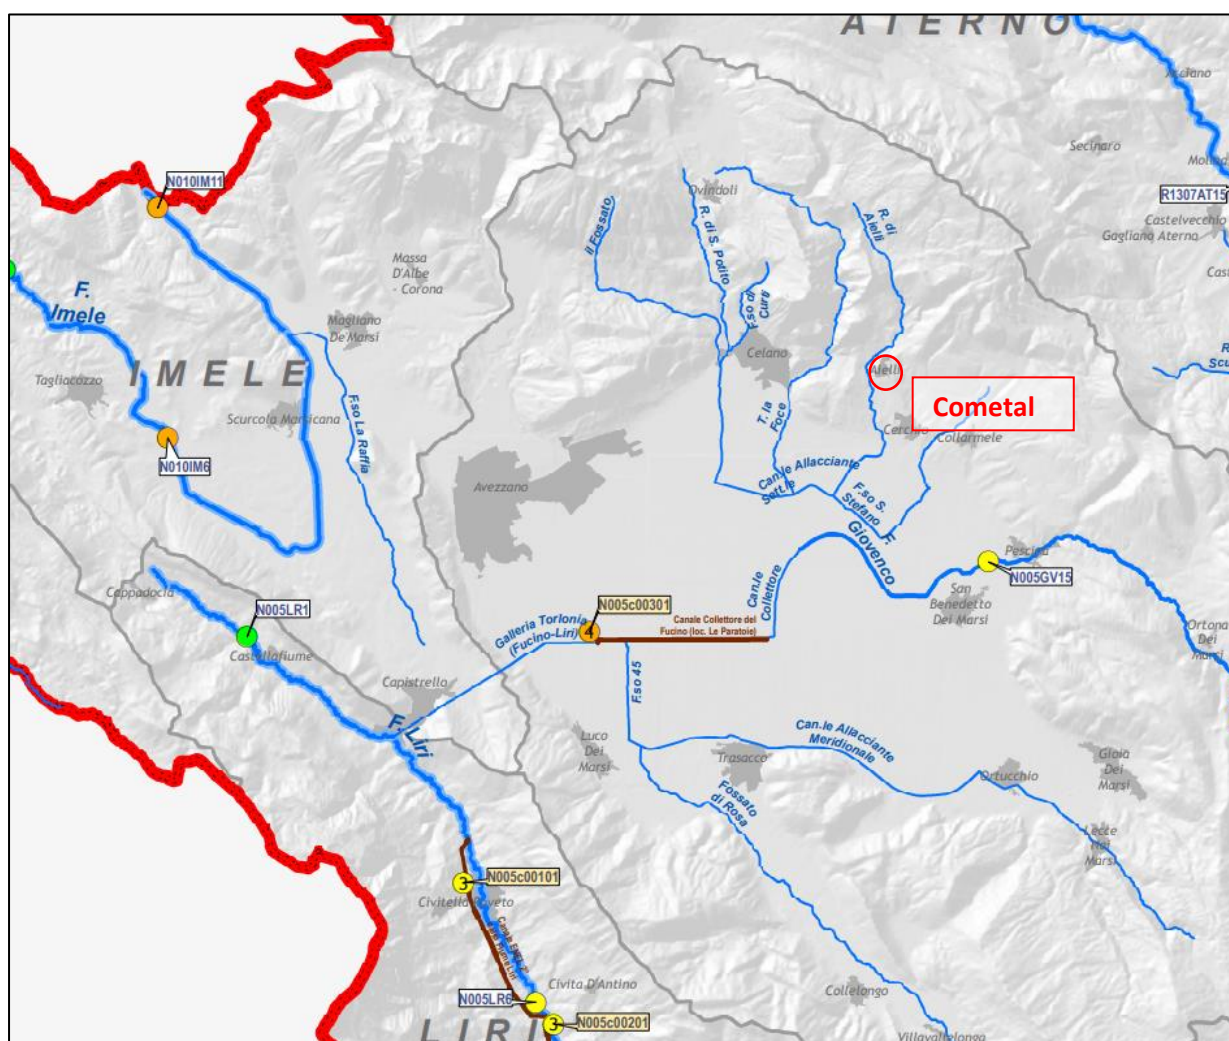 ATERNO
Acciano
Secinaro
Molina
R1307AT15
Castelvecchio
Gagliano Aterno
N010IM11
Ovindoli
il Fossato
R. di S. Potito
R. di
Aielli
Massa
D'Albe
- Corona
F.so di
Curti
F.
Imele
Magliano
De'Marsi
Celano
IMELE
Tagliacozzo
Aielli
Cometal
Scurcola Marsicana
F.so La Raffia
T. la
Foce
Cerchio
Collarmele
N010IM6
Avezzano
Can.le Allacciante
Sett.le
F.so S.
Stefano
F.
Giovenco
Pescina
N005GV15
Cappadocia
San
Benedetto
Dei Marsi
N005LR1
N005c00301
4
Can.le
Collettore
Canale Collettore del
Fucino (loc. Le Paratoie)
Galleria Torlonia
(Fucino-Liri)
Ortona
Dei
Marsi
Castellafiume
Capistrello
F.so 45
F. Liri
Luco
Dei
Marsi
Trasacco
Can.le Allacciante
Meridionale
Gioia
Dei
Marsi
Ortucchio
Fossato
di Rosa
Lecce
Nei
Marsi
N005c00101
3
Civitella Roveto
Civita D'Antino
N005LR6
Collelongo
3
N005c00201
LIRI
Villavallelonga